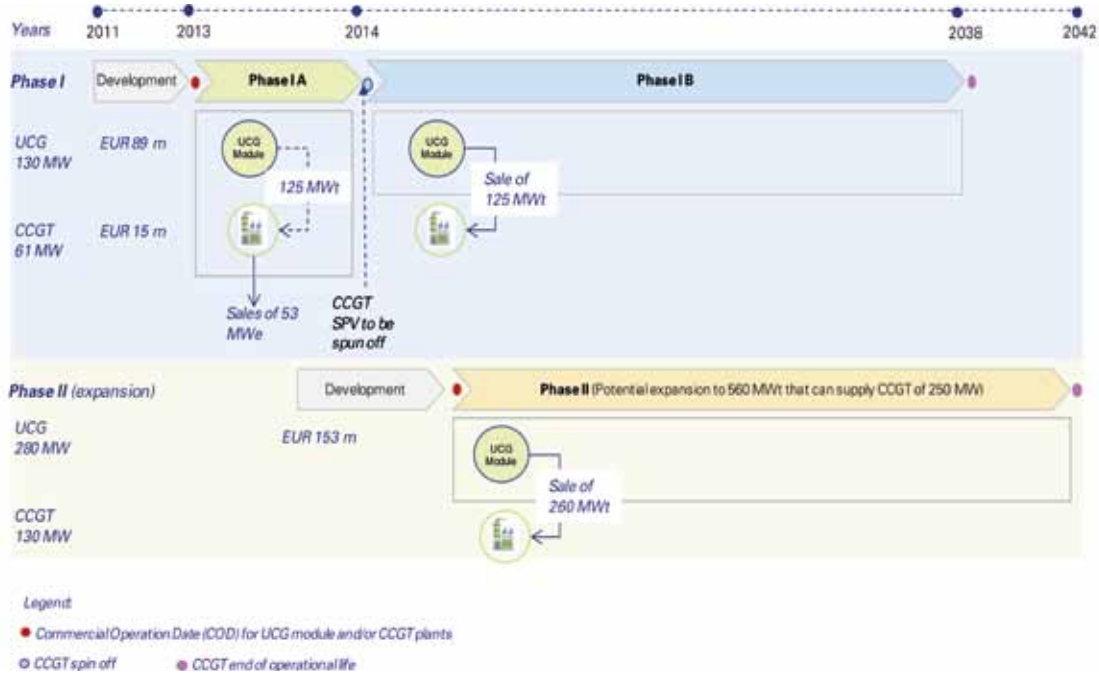 Years 2011 2013 2014 2038 2042
Phase I Development Phase I A Phase I B
UCG
130 MW
EUR 89 m
UCG
Module
125 MWt
UCG
Module
Sale of
125 MWt
CCGT
61 MW
EUR 15 m
Sales of 53
MWe
CCGT
SPV to be
spun off
Phase II (expansion) Development Phase II (Potential expansion to 560 MWt that can supply CCGT of 250 MW)
UCG
280 MW
EUR 153 m
UCG
Module
Sale of
260 MWt
CCGT
130 MW
Legend:
Commercial Operation Date (COD) for UCG module and/or CCGT plants
CCGT spin off CCGT end of operational life